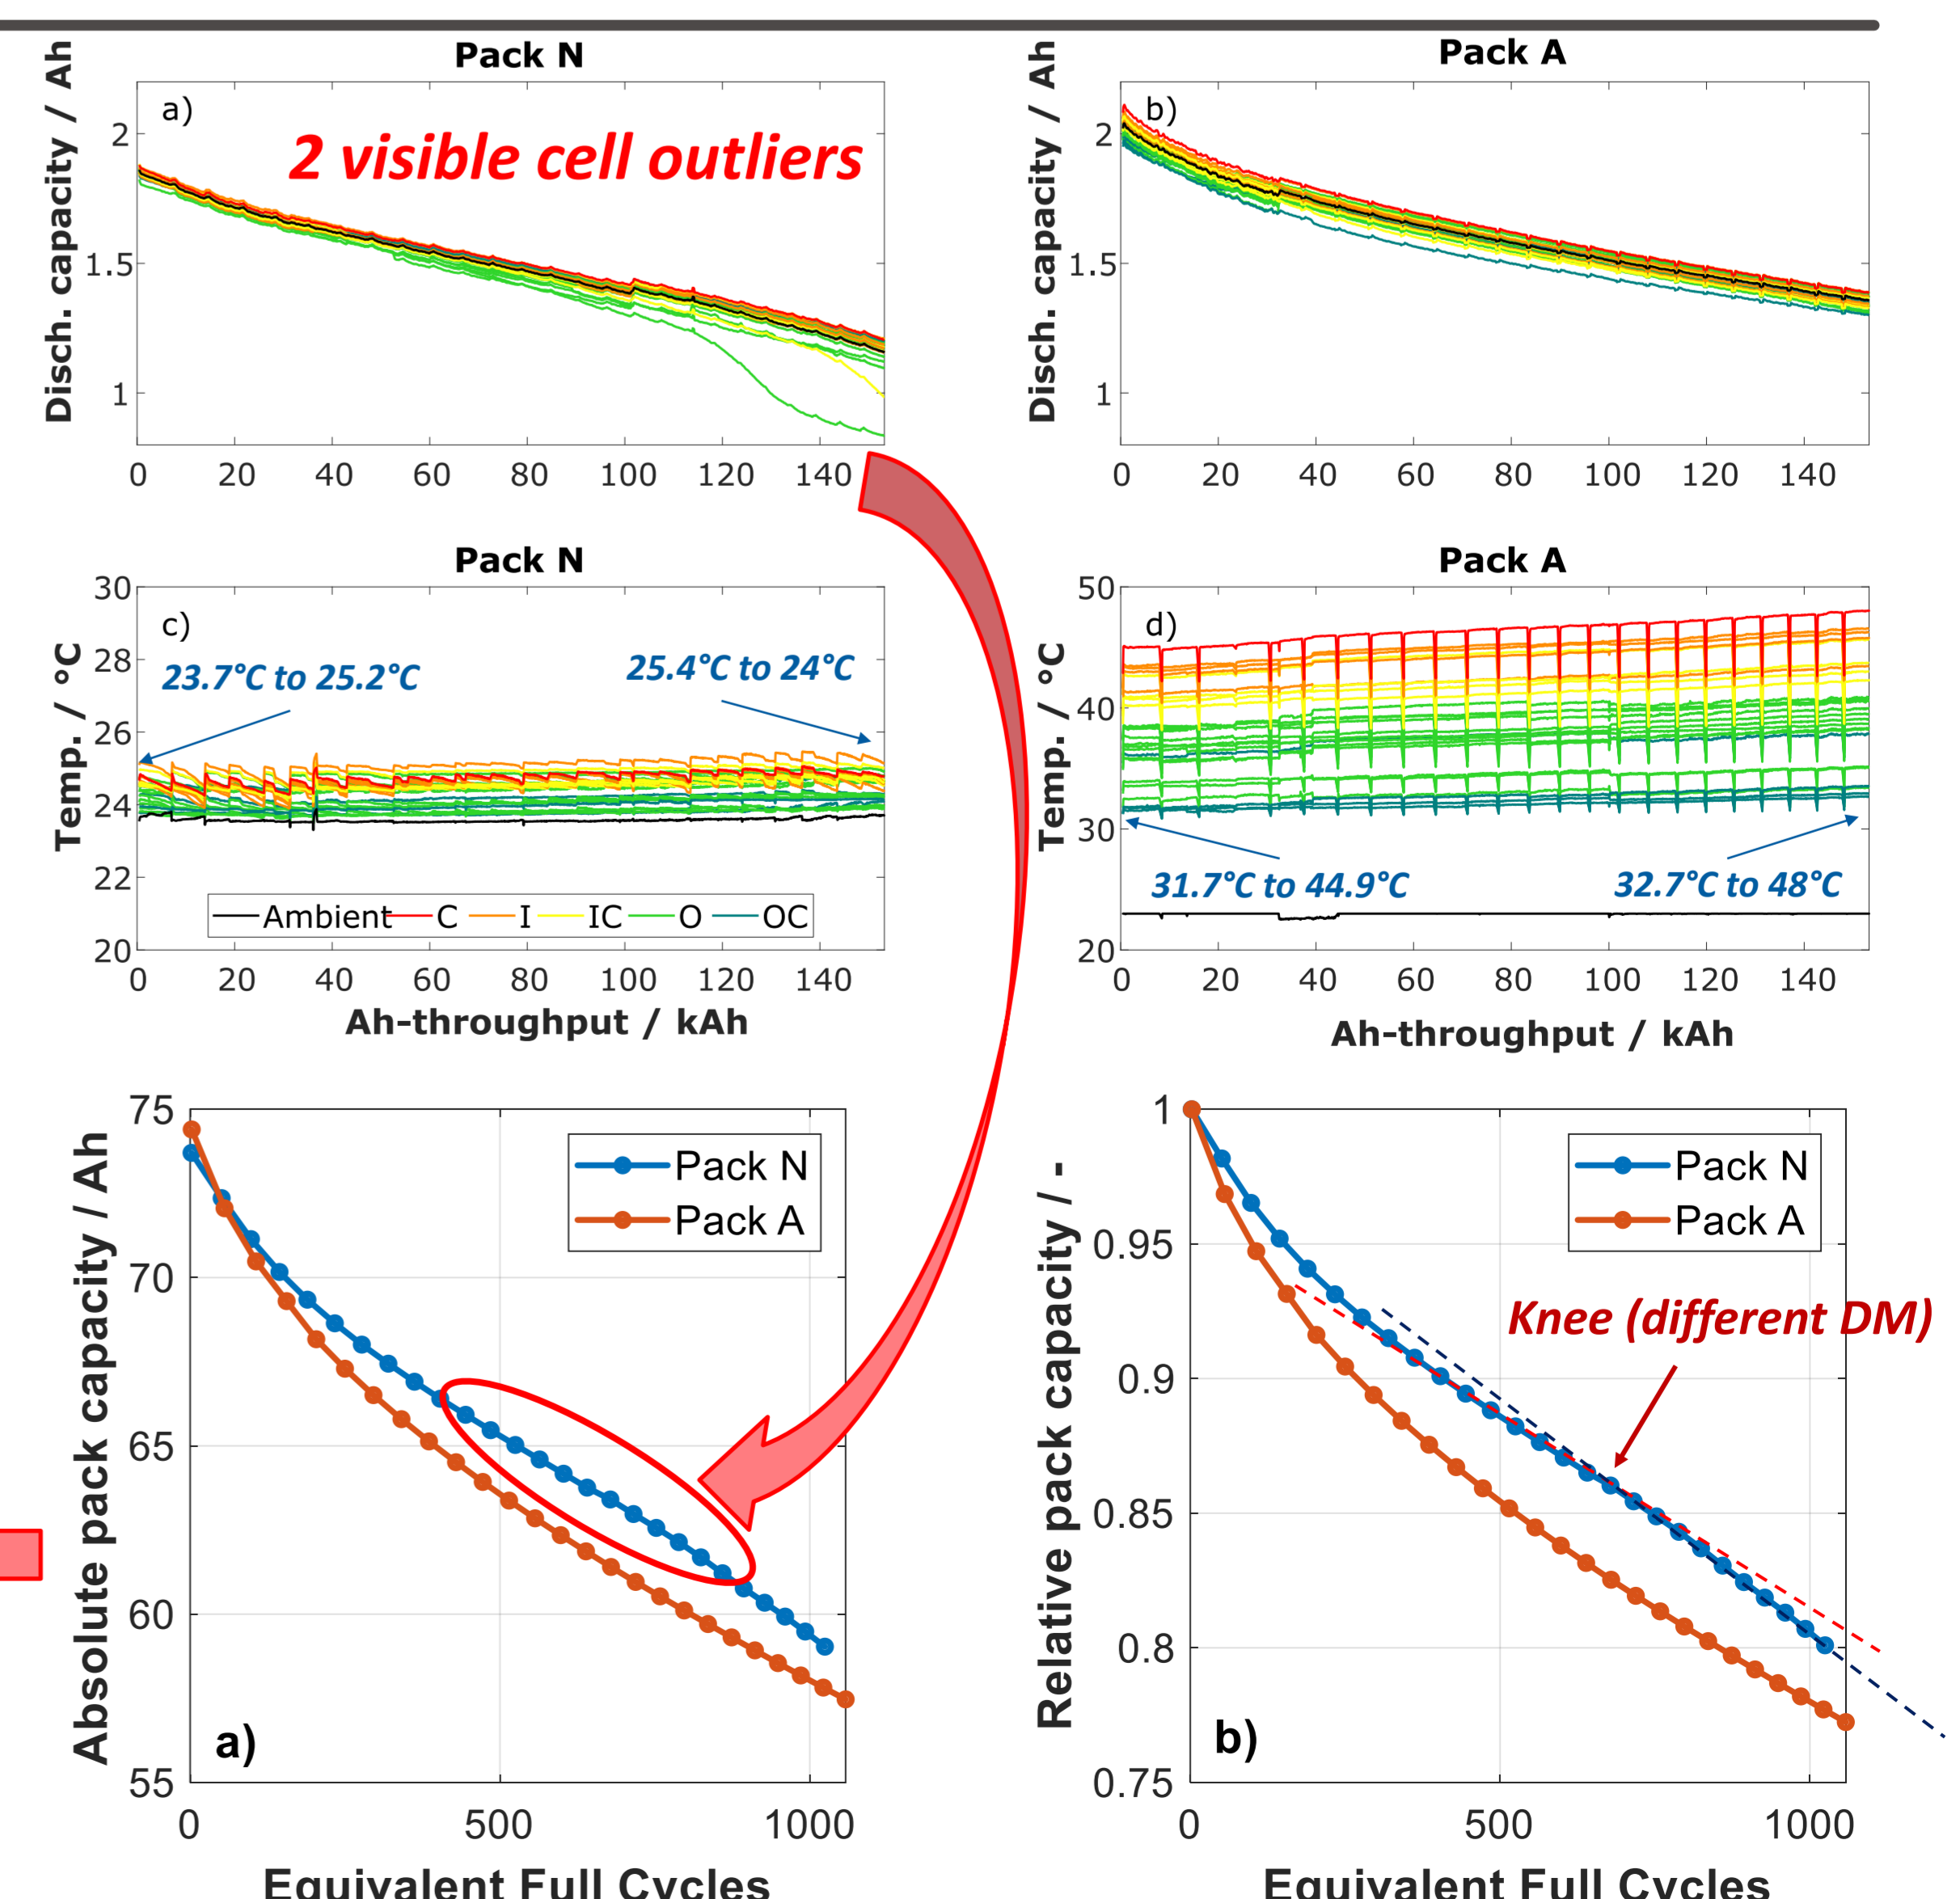 Pack N
Disch. capacity / Ah
a)
2 visible cell outliers
2
1.5
1
0 20 40 60 80 100 120 140
Pack A
Disch. capacity / Ah
b)
2
1.5
1
0 20 40 60 80 100 120 140
Pack N
Temp. / °C
c)
30
28
26
24
22
20
23.7°C to 25.2°C
25.4°C to 24°C
Ambient C I IC O OC
0 20 40 60 80 100 120 140
Ah-throughput / kAh
Pack A
Temp. / °C
d)
50
40
30
20
31.7°C to 44.9°C
32.7°C to 48°C
0 20 40 60 80 100 120 140
Ah-throughput / kAh
Absolute pack capacity / Ah
75
70
65
60
55
Pack N
Pack A
a)
0 500 1000
Equivalent Full Cycles
Relative pack capacity / -
1
0.95
0.9
0.85
0.8
0.75
Pack N
Pack A
Knee (different DM)
b)
0 500 1000
Equivalent Full Cycles